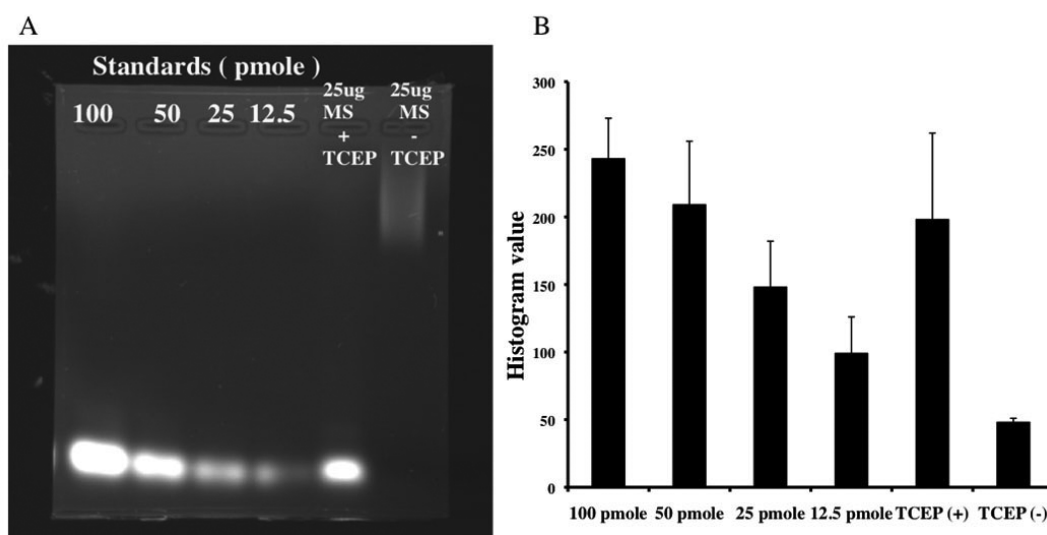 A
Standards ( pmole )
100 50 25 12.5
25ug
MS
+
TCEP
25ug
MS
-
TCEP
B
Histogram value
300
250
200
150
100
50
0
100 pmole 50 pmole 25 pmole 12.5 pmole TCEP (+) TCEP (-)